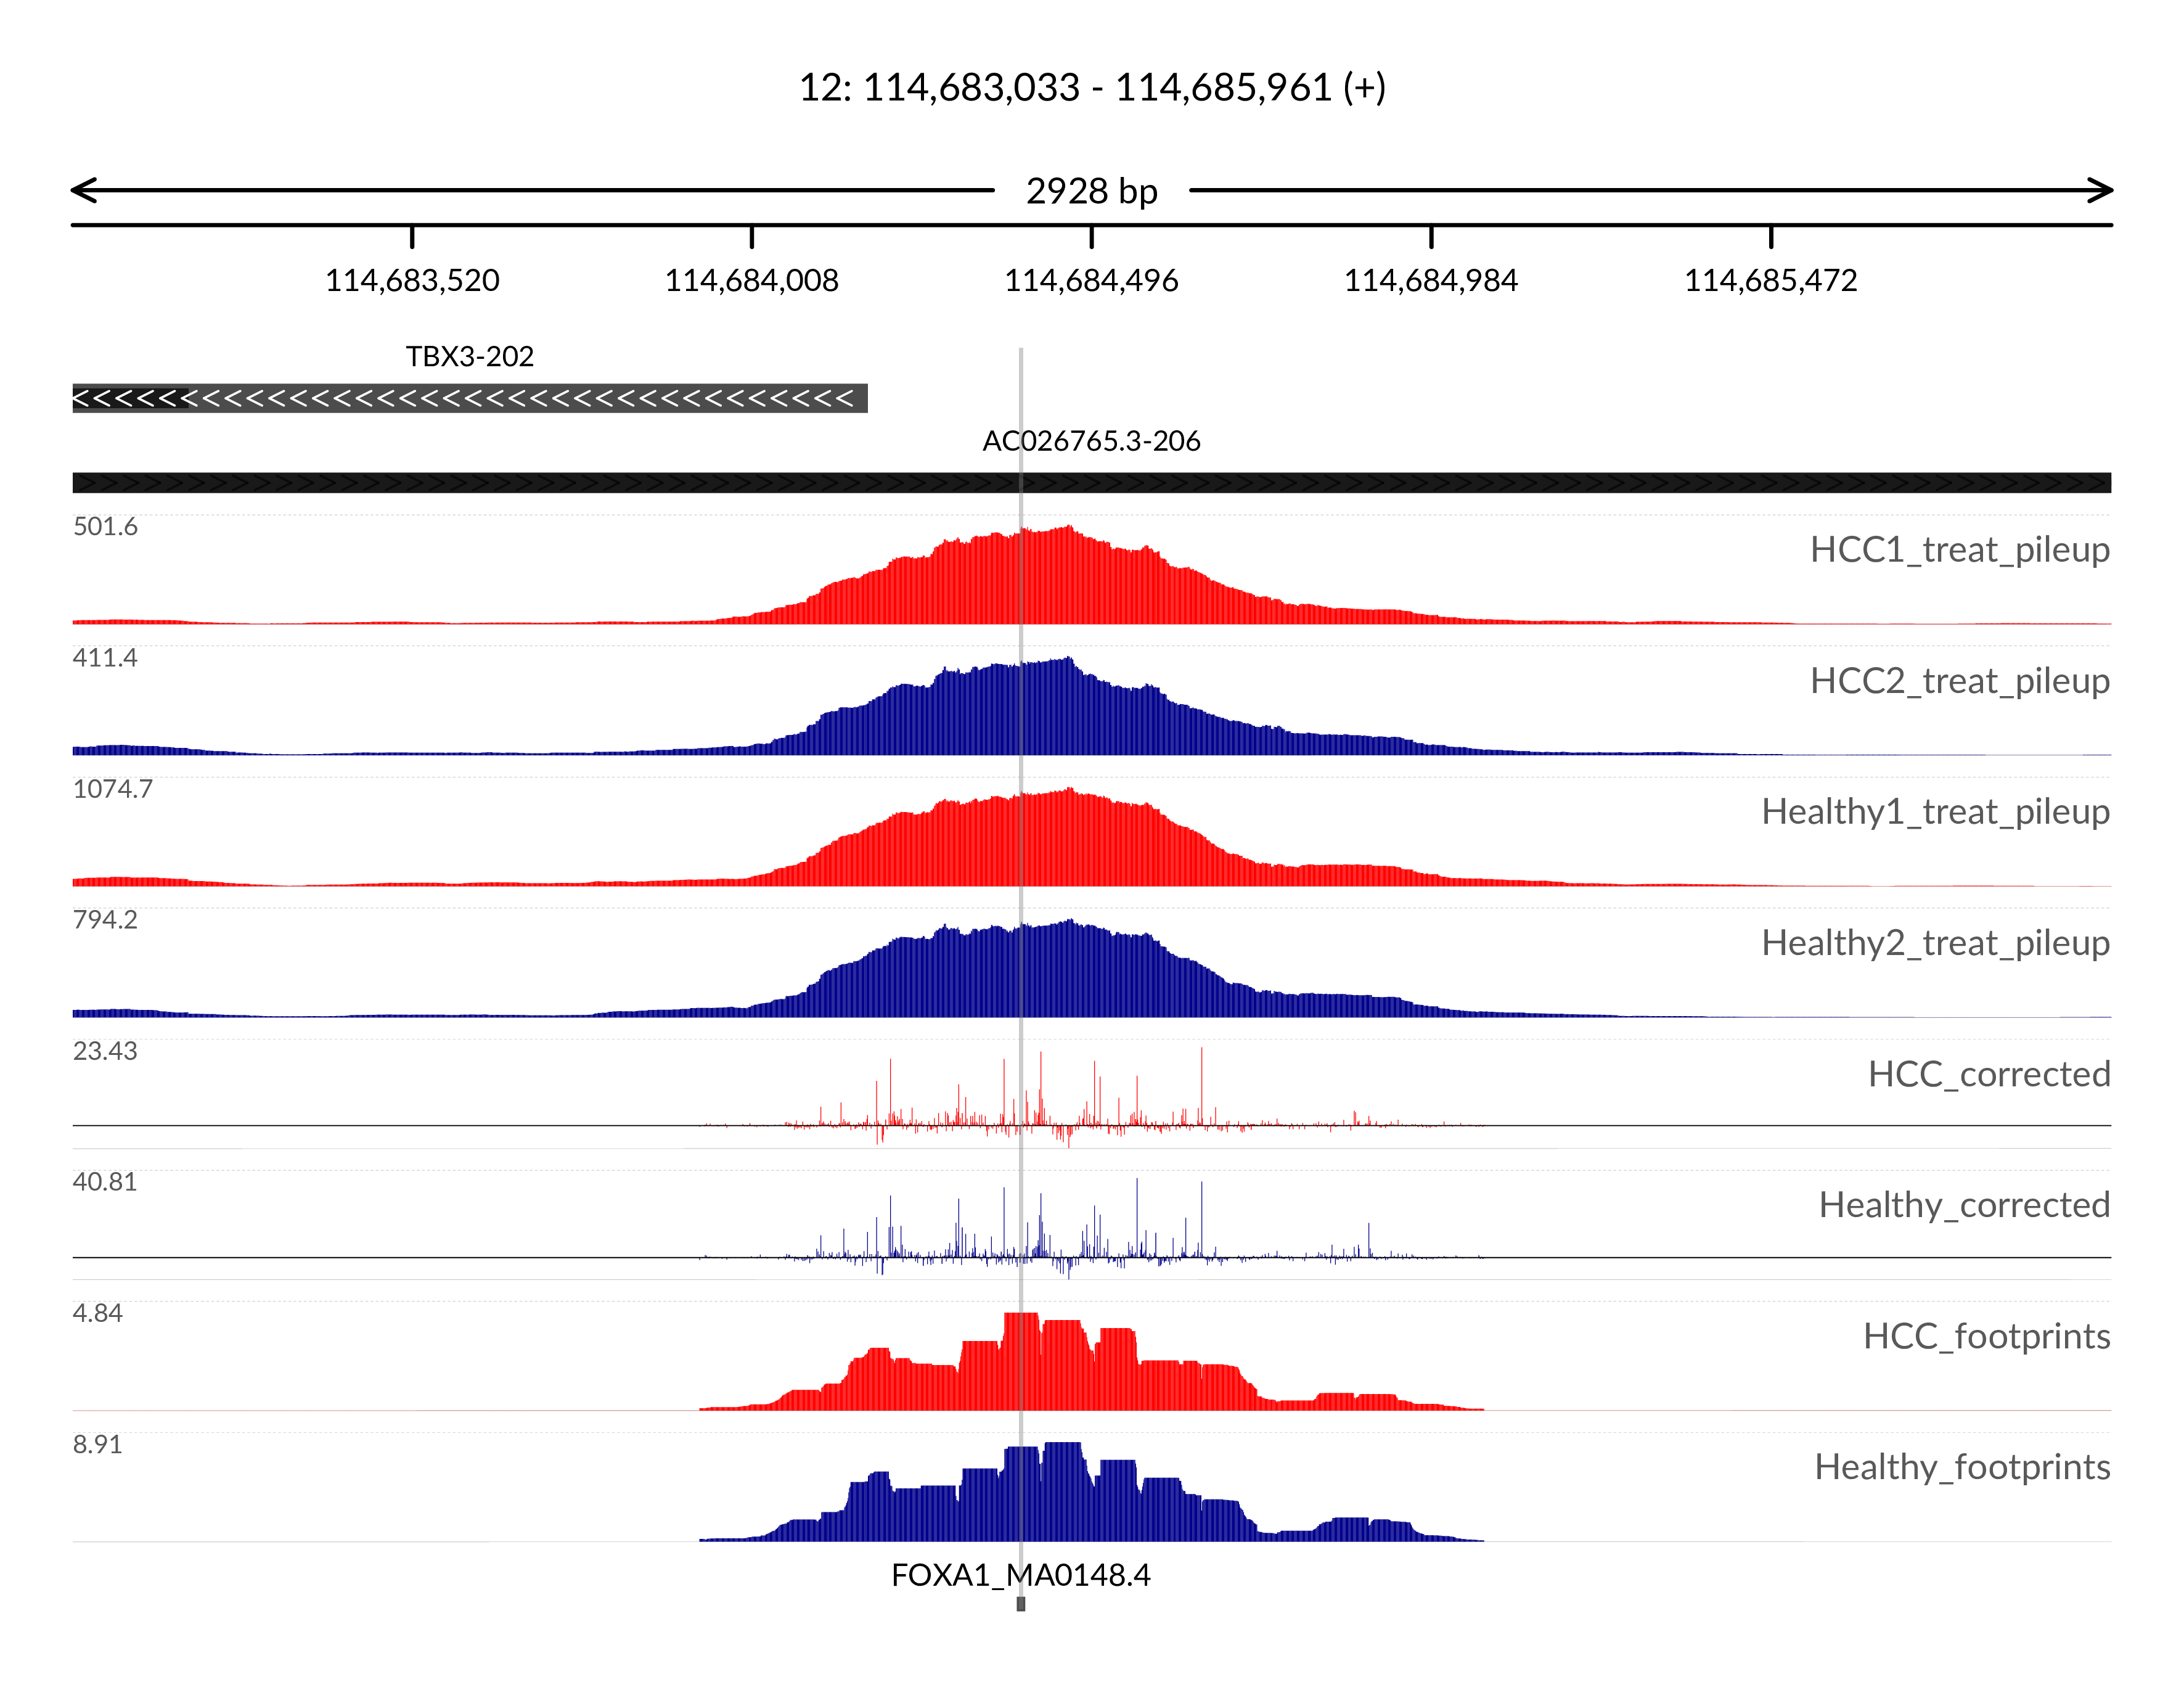 12: 114,683,033 - 114,685,961 (+)
2928 bp
114,683,520 114,684,008 114,684,496 114,684,984 114,685,472
TBX3-202
AC026765.3-206
501.6
HCC1_treat_pileup
411.4
HCC2_treat_pileup
1074.7
Healthy1_treat_pileup
794.2
Healthy2_treat_pileup
23.43
HCC_corrected
40.81
Healthy_corrected
4.84
HCC_footprints
8.91
Healthy_footprints
FOXA1_MA0148.4